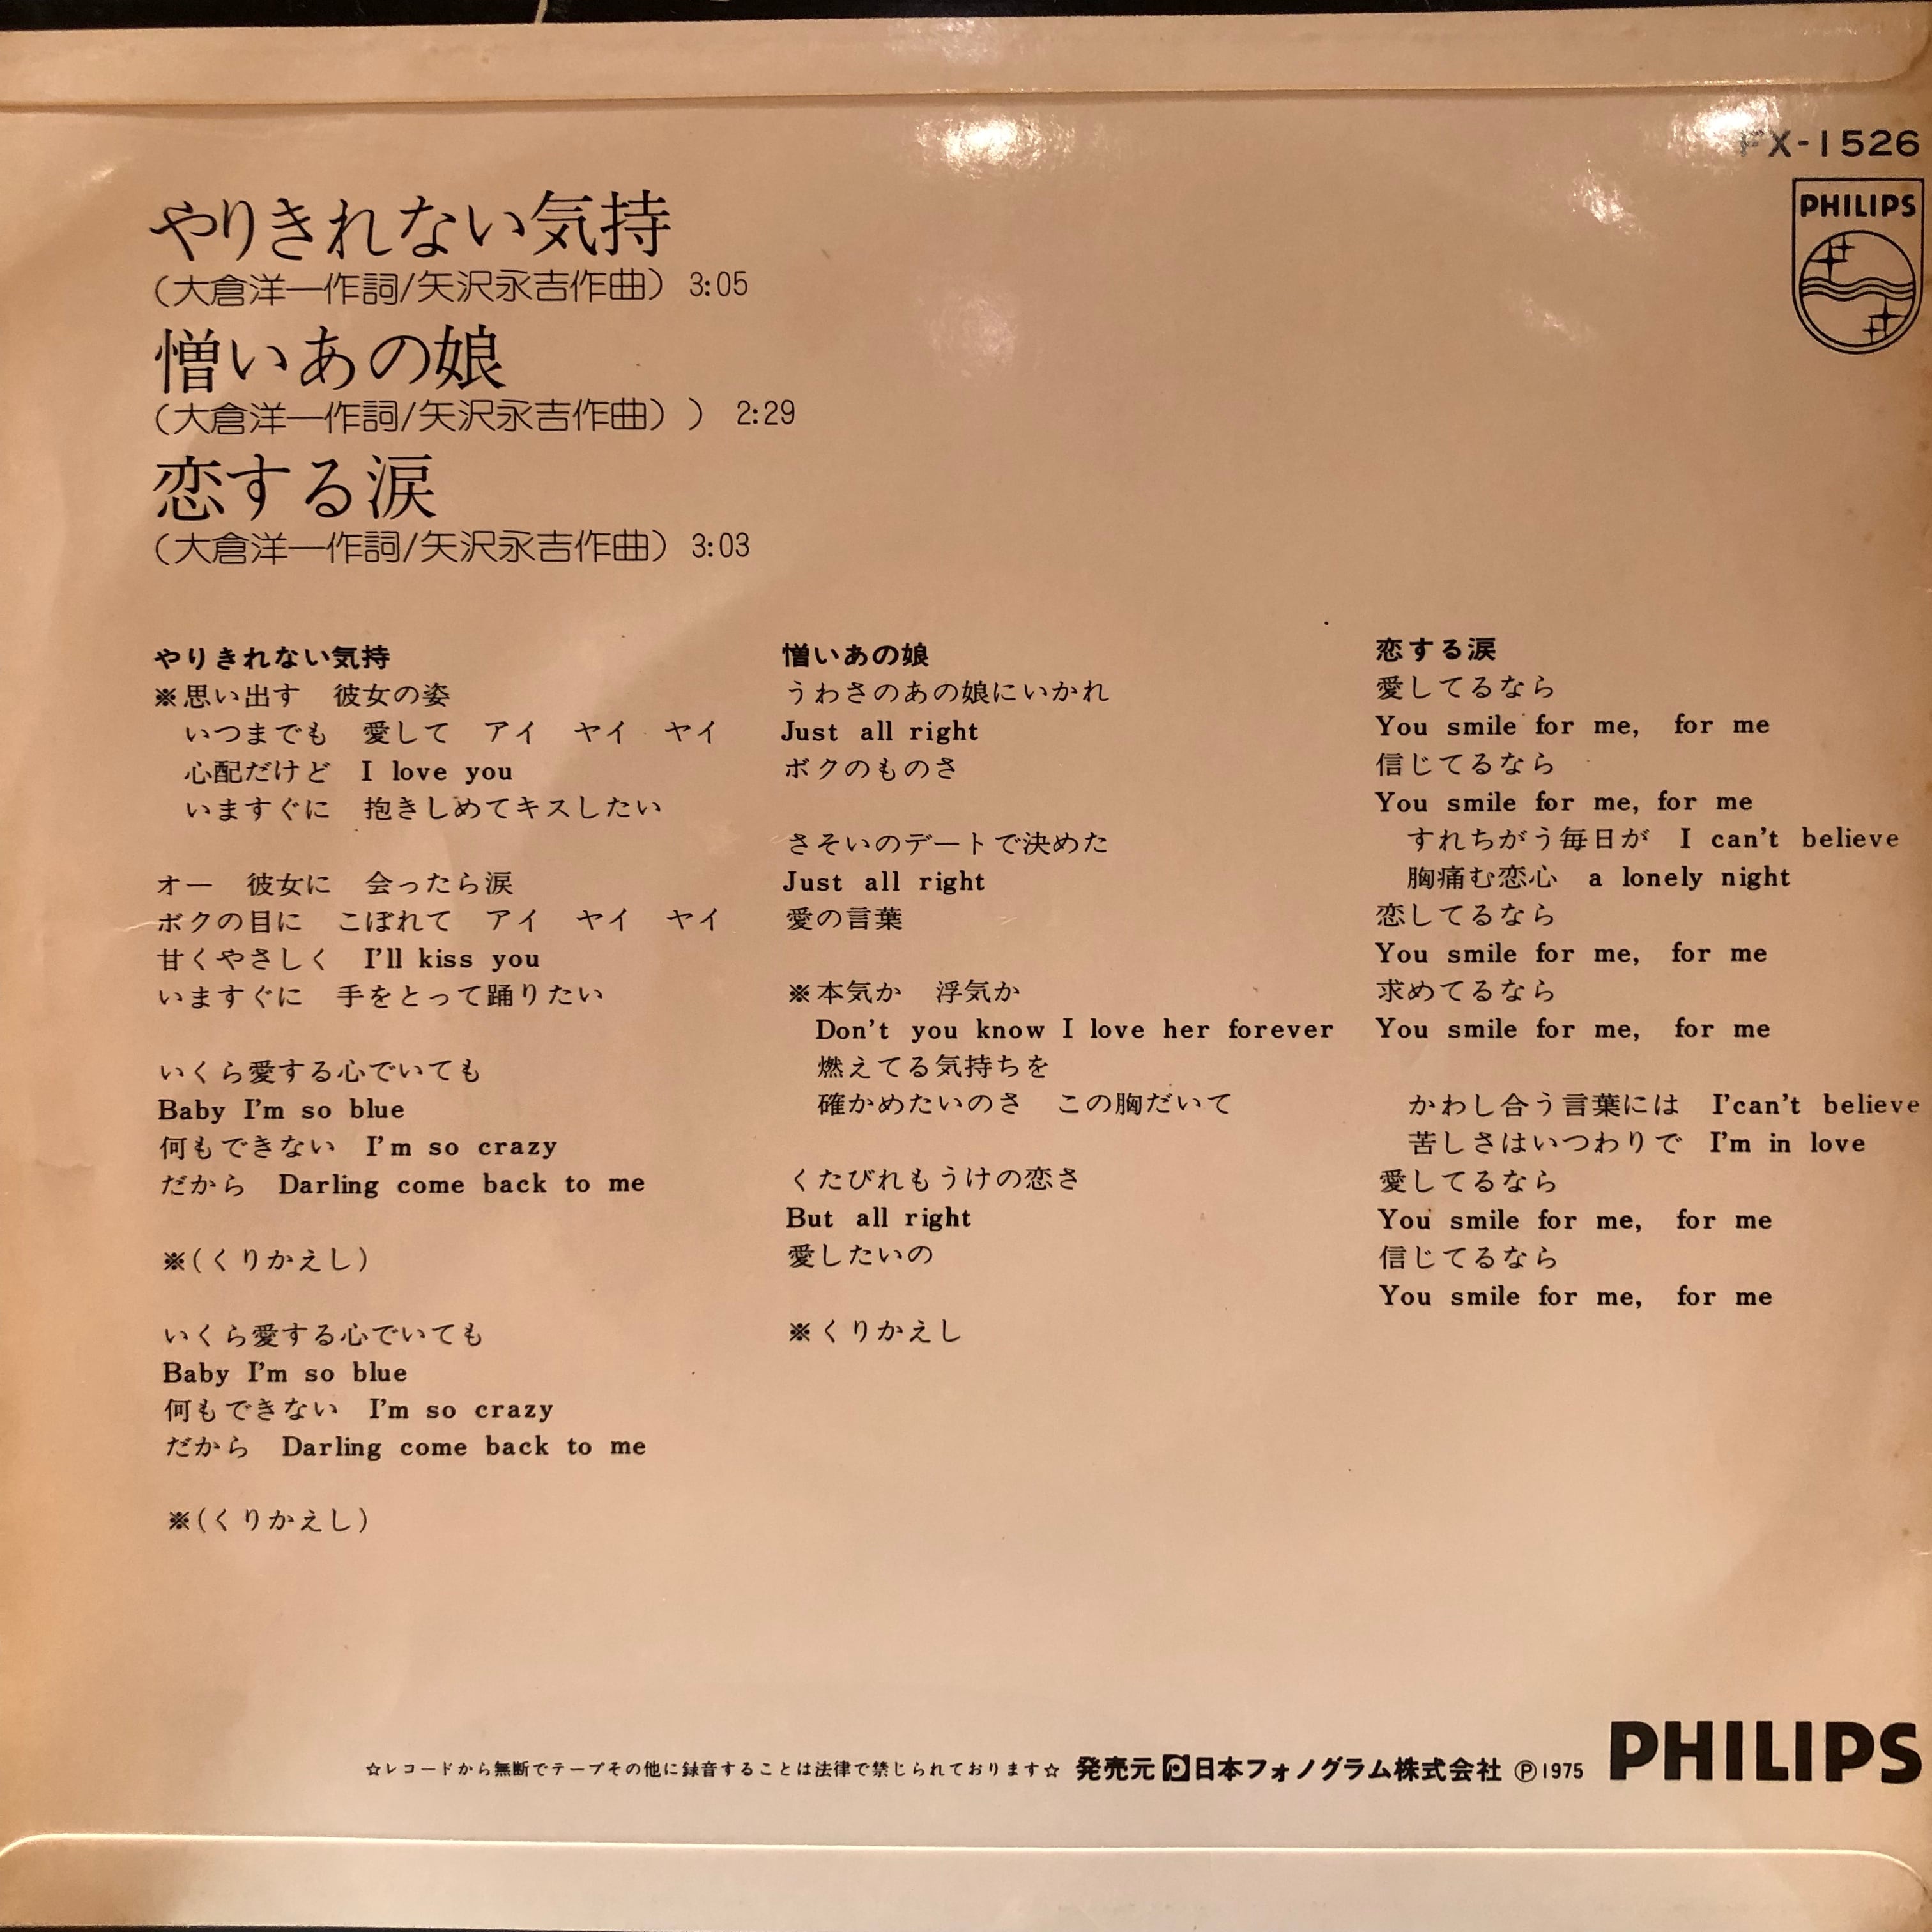 FX-1526
PHILIPS
やりきれない気持
(大倉洋一作詞/矢沢永吉作曲) 3:05
憎いあの娘
(大倉洋一作詞/矢沢永吉作曲) ) 2:29
恋する涙
(大倉洋一作詞/矢沢永吉作曲) 3:03
やりきれない気持
※思い出す 彼女の姿
いつまでも 愛して アイ ヤイ ヤイ
心配だけど I love you
いますぐに 抱きしめてキスしたい
オー 彼女に 会ったら涙
ボクの目に こぼれて アイ ヤイ ヤイ
甘くやさしく I'll kiss you
いますぐに 手をとって踊りたい
いくら愛する心でいても
Baby I'm so blue
何もできない I'm so crazy
だから Darling come back to me
※(くりかえし)
いくら愛する心でいても
Baby I'm so blue
何もできない I'm so crazy
だから Darling come back to me
※(くりかえし)
憎いあの娘
うわさのあの娘にいかれ
Just all right
ボクのものさ
さそいのデートで決めた
Just all right
愛の言葉
※本気か 浮気か
Don't you know I love her forever
燃えてる気持ちを
確かめたいのさ この胸だいて
くたびれもうけの恋さ
But all right
愛したいの
※くりかえし
恋する涙
愛してるなら
You smile for me, for me
信じてるなら
You smile for me, for me
すれちがう毎日が I can't believe
胸痛む恋心 a lonely night
恋してるなら
You smile for me, for me
求めてるなら
You smile for me, for me
かわし合う言葉には I'can't believe
苦しさはいつわりで I'm in love
愛してるなら
You smile for me, for me
信じてるなら
You smile for me, for me
☆レコードから無断でテープその他に録音することは法律で禁じられております☆ 発売元 日本フォノグラム株式会社 Ⓟ1975 PHILIPS